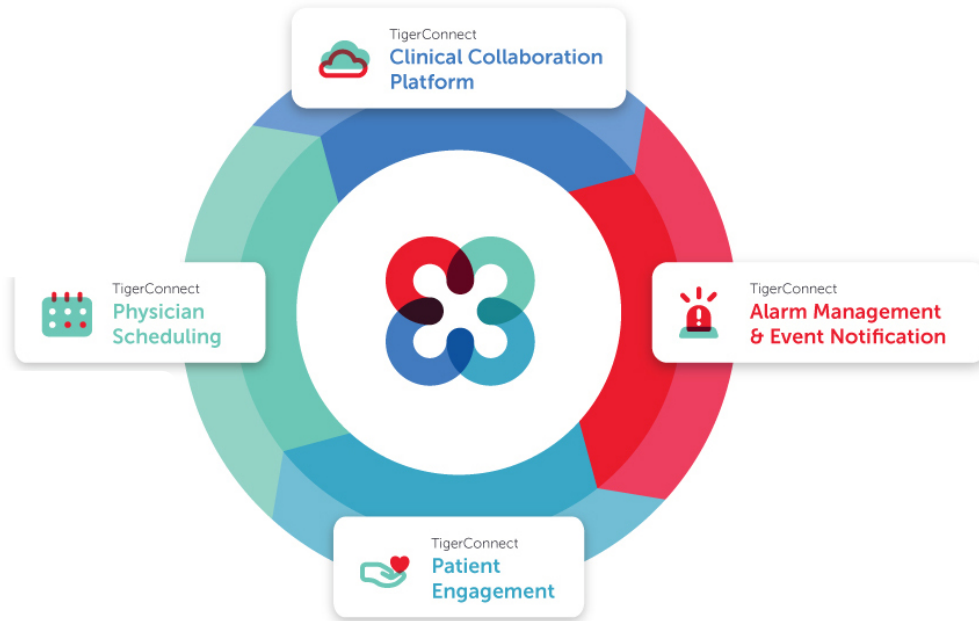 TigerConnect
Clinical Collaboration
Platform
TigerConnect
Physician
Scheduling
TigerConnect
Alarm Management
& Event Notification
TigerConnect
Patient
Engagement